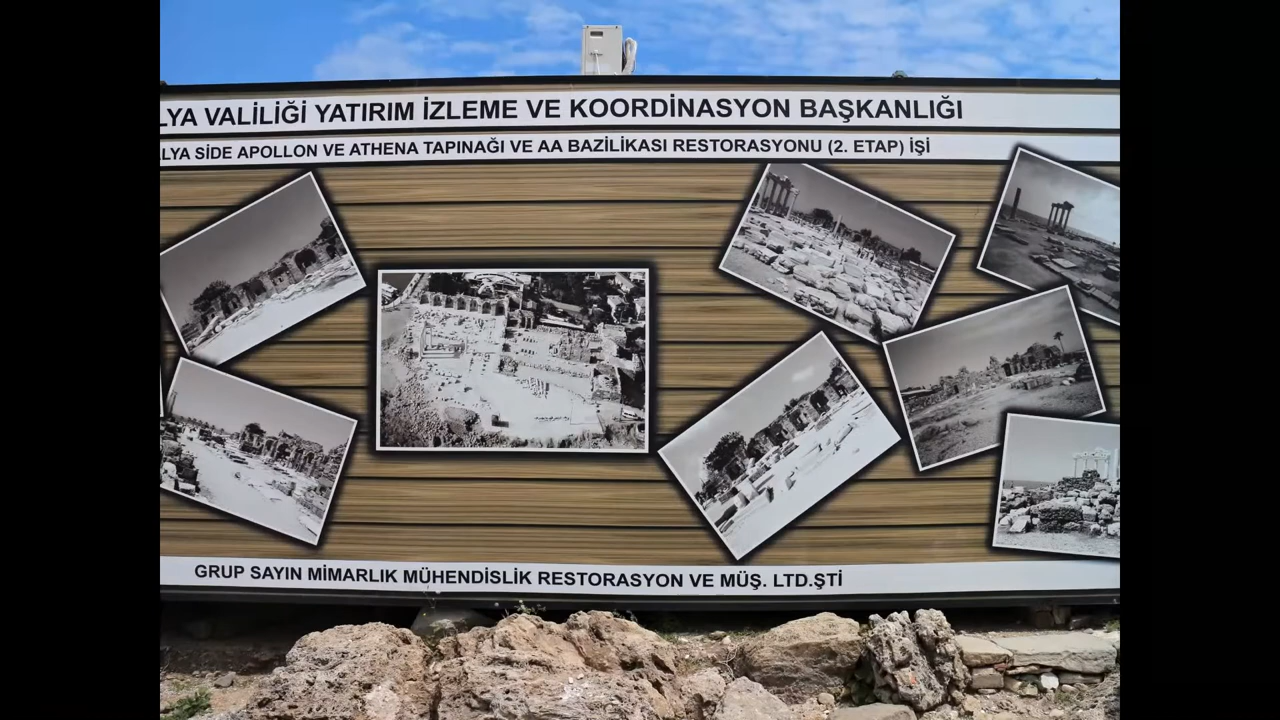 LYA VALİLİĞİ YATIRIM İZLEME VE KOORDİNASYON BAŞKANLIĞI
LYA SİDE APOLLON VE ATHENA TAPINAĞI VE AA BAZİLİKASI RESTORASYONU (2. ETAP) İŞİ
GRUP SAYIN MİMARLIK MÜHENDİSLİK RESTORASYON VE MÜŞ. LTD.ŞTİ